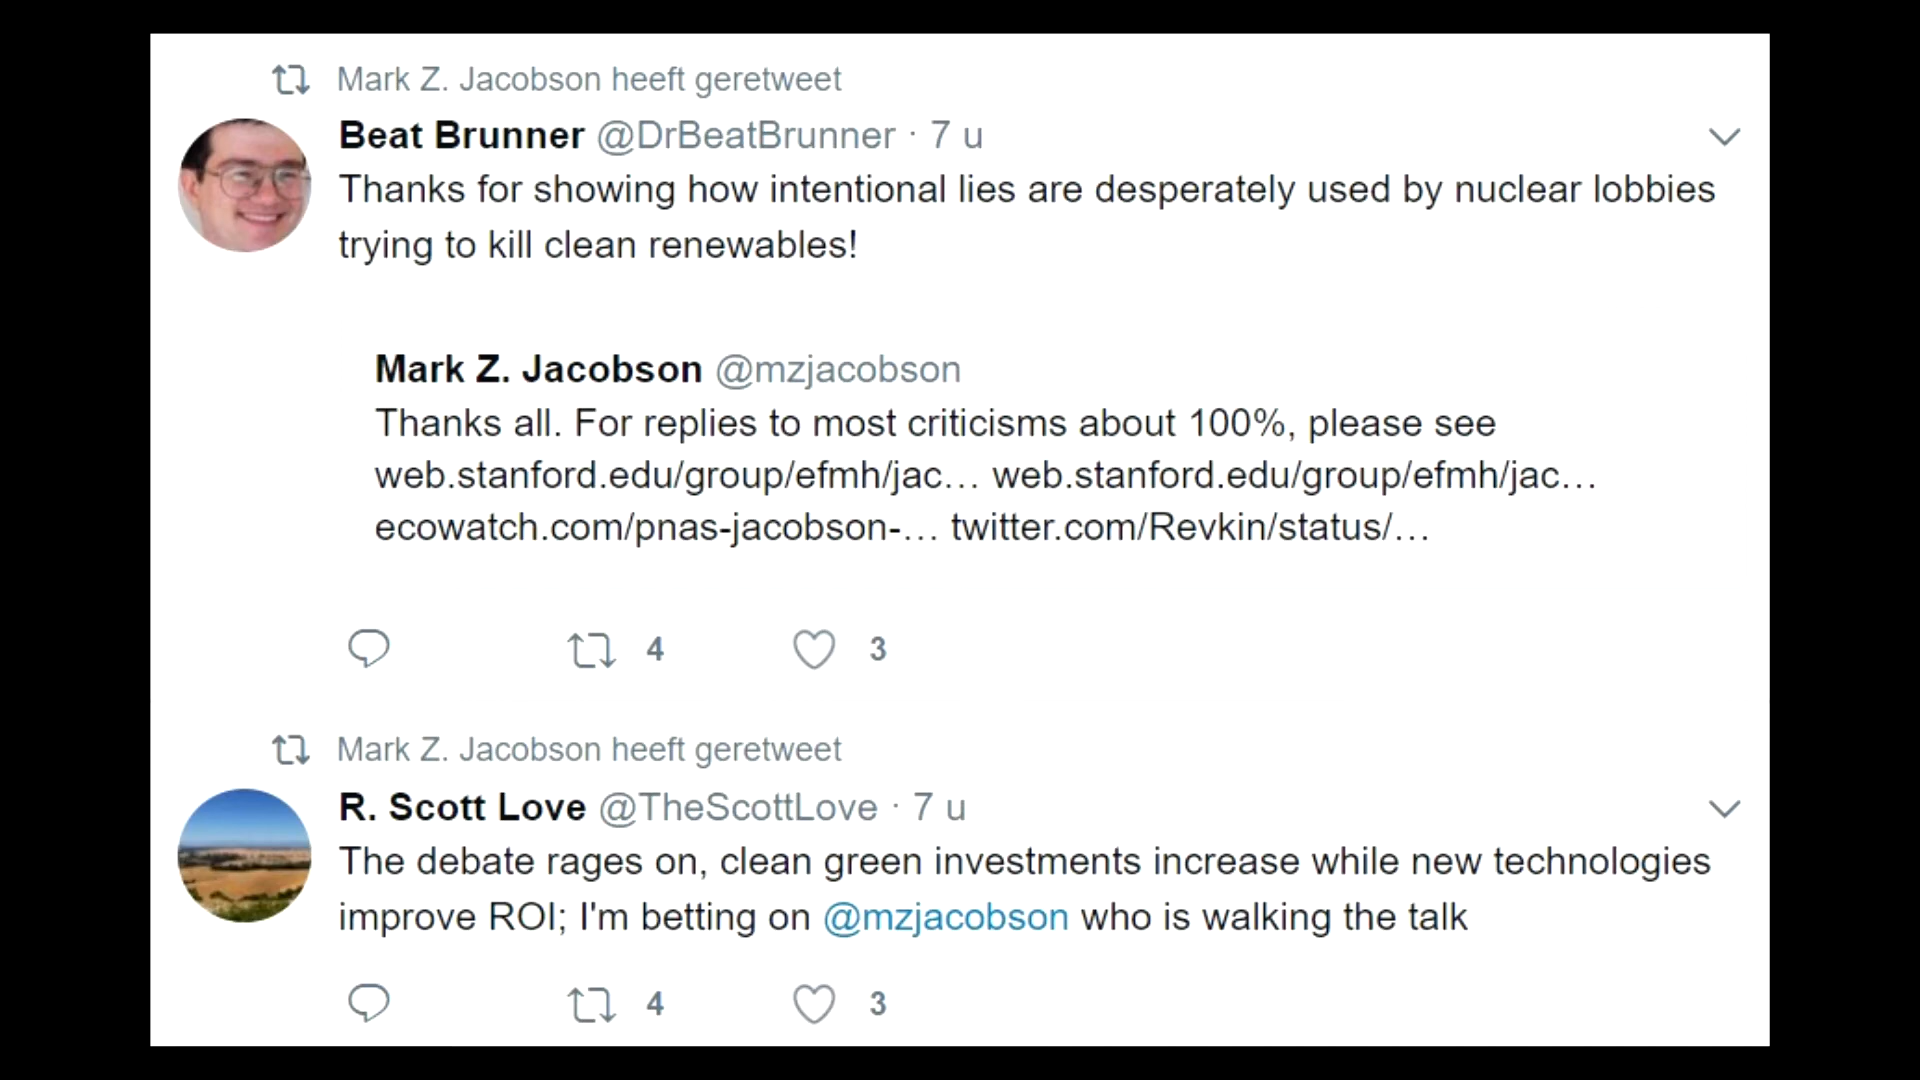 Mark Z. Jacobson heeft geretweet
Beat Brunner @DrBeatBrunner · 7 u
Thanks for showing how intentional lies are desperately used by nuclear lobbies
trying to kill clean renewables!
Mark Z. Jacobson @mzjacobson
Thanks all. For replies to most criticisms about 100%, please see
web.stanford.edu/group/efmh/jac… web.stanford.edu/group/efmh/jac…
ecowatch.com/pnas-jacobson-… twitter.com/Revkin/status/…
4 3
Mark Z. Jacobson heeft geretweet
R. Scott Love @TheScottLove · 7 u
The debate rages on, clean green investments increase while new technologies
improve ROI; I'm betting on @mzjacobson who is walking the talk
4 3